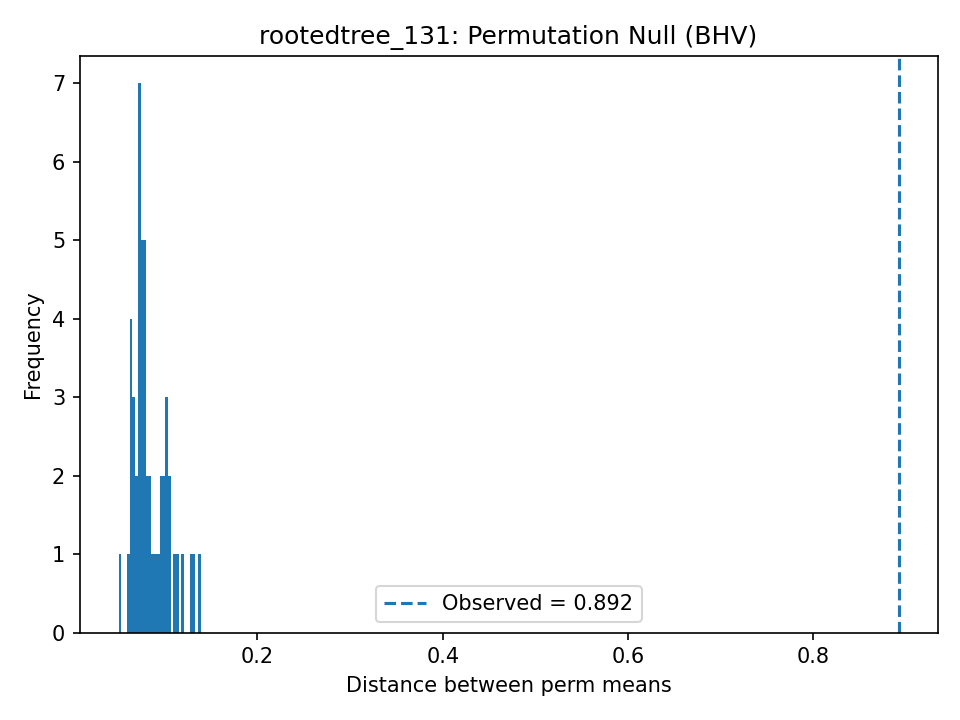 rootedtree_131: Permutation Null (BHV)
Frequency
7
6
5
4
3
2
1
0
Observed = 0.892
0.2 0.4 0.6 0.8
Distance between perm means